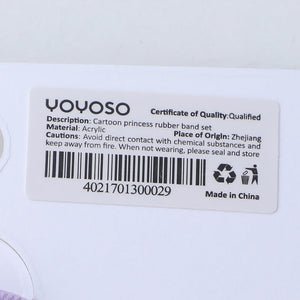 YOYOSO Certificate of Quality:Qualified
Description: Cartoon princess rubber band set
Material: Acrylic Place of Origin: Zhejiang
Cautions: Avoid direct contact with chemical substances and
keep away from fire. When not wearing, please seal and store
4021701300029
Made in China